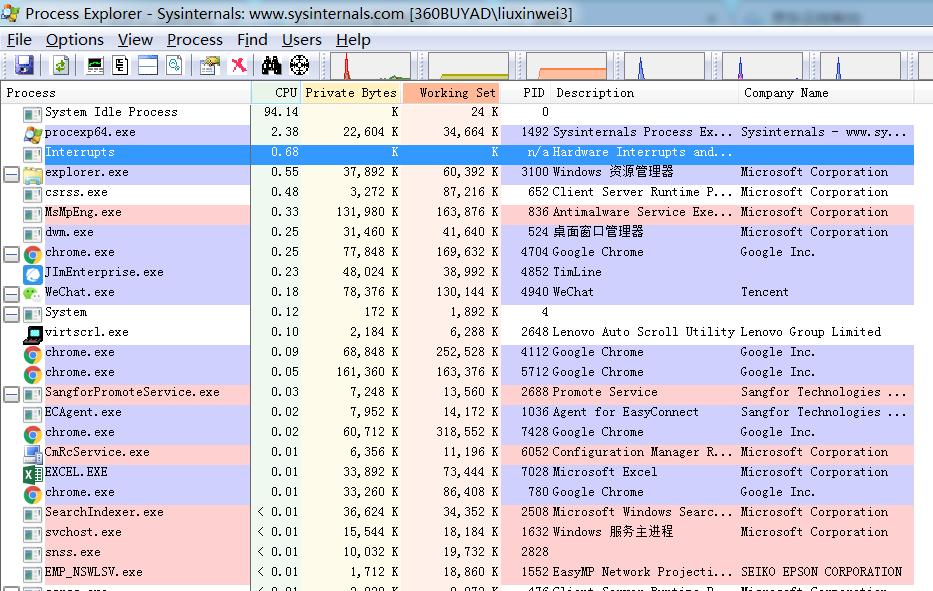 Process Explorer - Sysinternals: www.sysinternals.com [360BUYAD\liuxinwei3]
File Options View Process Find Users Help
Process CPU Private Bytes Working Set PID Description Company Name
System Idle Process 94.14 K 24 K 0
procexp64.exe 2.38 22,604 K 34,664 K 1492 Sysinternals Process Ex... Sysinternals - www.sy...
Interrupts 0.68 K K n/a Hardware Interrupts and...
explorer.exe 0.55 37,892 K 60,392 K 3100 Windows 资源管理器 Microsoft Corporation
csrss.exe 0.48 3,272 K 87,216 K 652 Client Server Runtime P... Microsoft Corporation
MsMpEng.exe 0.33 131,980 K 163,876 K 836 Antimalware Service Exe... Microsoft Corporation
dwm.exe 0.25 31,460 K 41,640 K 524 桌面窗口管理器 Microsoft Corporation
chrome.exe 0.25 77,848 K 169,632 K 4704 Google Chrome Google Inc.
JImEnterprise.exe 0.23 48,024 K 38,992 K 4852 TimLine
WeChat.exe 0.18 78,376 K 130,144 K 4940 WeChat Tencent
System 0.12 172 K 1,892 K 4
virtscrl.exe 0.10 2,184 K 6,288 K 2648 Lenovo Auto Scroll Utility Lenovo Group Limited
chrome.exe 0.09 68,848 K 252,528 K 4112 Google Chrome Google Inc.
chrome.exe 0.05 161,360 K 163,376 K 5712 Google Chrome Google Inc.
SangforPromoteService.exe 0.03 7,248 K 13,560 K 2688 Promote Service Sangfor Technologies ...
ECAgent.exe 0.02 7,952 K 14,172 K 1036 Agent for EasyConnect Sangfor Technologies ...
chrome.exe 0.02 60,712 K 318,552 K 7428 Google Chrome Google Inc.
CmRcService.exe 0.01 6,356 K 11,196 K 6052 Configuration Manager R... Microsoft Corporation
EXCEL.EXE 0.01 33,892 K 73,444 K 7028 Microsoft Excel Microsoft Corporation
chrome.exe 0.01 33,260 K 86,408 K 780 Google Chrome Google Inc.
SearchIndexer.exe < 0.01 36,624 K 34,352 K 2508 Microsoft Windows Searc... Microsoft Corporation
svchost.exe < 0.01 15,544 K 18,184 K 1632 Windows 服务主进程 Microsoft Corporation
snss.exe < 0.01 10,032 K 19,732 K 2828
EMP_NSWLSV.exe < 0.01 1,712 K 18,860 K 1552 EasyMP Network Projecti... SEIKO EPSON CORPORATION